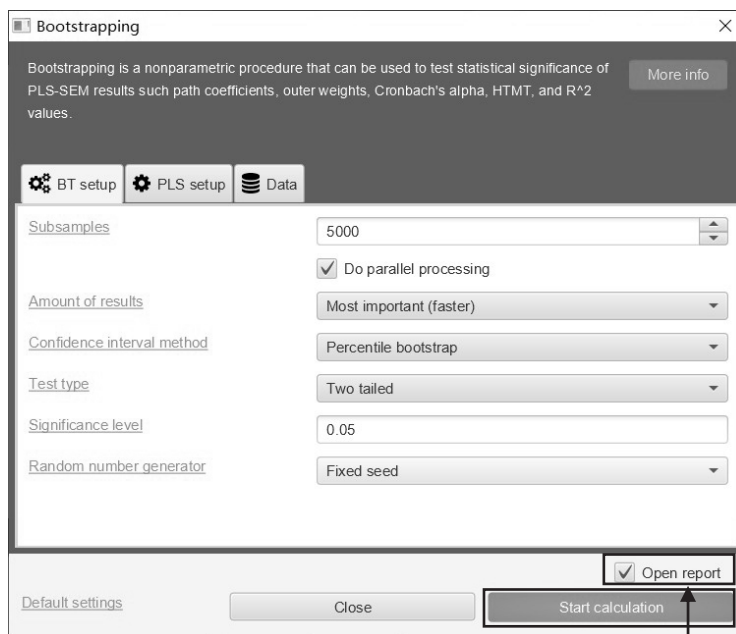 Bootstrapping
Bootstrapping is a nonparametric procedure that can be used to test statistical significance of
PLS-SEM results such path coefficients, outer weights, Cronbach's alpha, HTMT, and R^2
values.
More info
BT setup PLS setup Data
Subsamples 5000
Do parallel processing
Amount of results Most important (faster)
Confidence interval method Percentile bootstrap
Test type Two tailed
Significance level 0.05
Random number generator Fixed seed
Open report
Default settings Close Start calculation